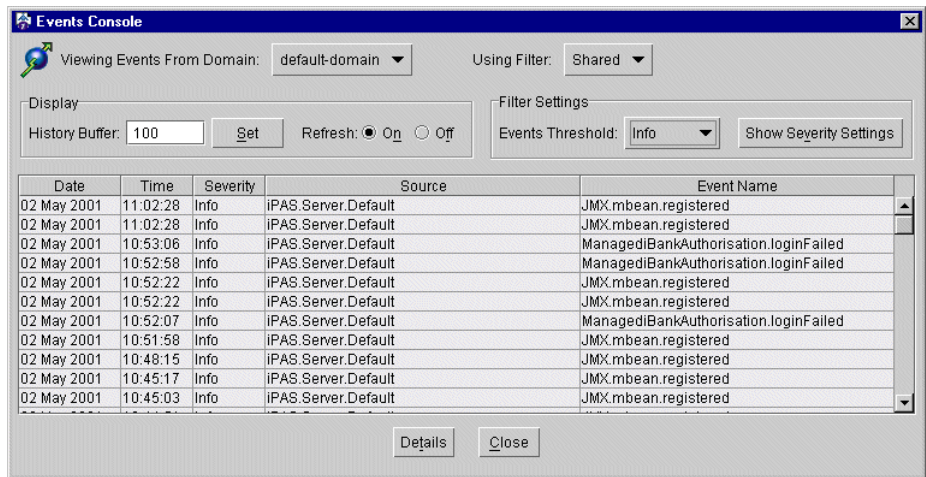 Events Console
Viewing Events From Domain: default-domain Using Filter: Shared
Display Filter Settings
History Buffer: 100 Set Refresh: On Off Events Threshold: Info Show Severity Settings
Date Time Severity Source Event Name
02 May 2001 11:02:28 Info iPAS.Server.Default JMX.mbean.registered
02 May 2001 11:02:28 Info iPAS.Server.Default JMX.mbean.registered
02 May 2001 10:53:06 Info iPAS.Server.Default ManagediBankAuthorisation.loginFailed
02 May 2001 10:52:58 Info iPAS.Server.Default ManagediBankAuthorisation.loginFailed
02 May 2001 10:52:22 Info iPAS.Server.Default JMX.mbean.registered
02 May 2001 10:52:22 Info iPAS.Server.Default JMX.mbean.registered
02 May 2001 10:52:07 Info iPAS.Server.Default ManagediBankAuthorisation.loginFailed
02 May 2001 10:51:58 Info iPAS.Server.Default JMX.mbean.registered
02 May 2001 10:48:15 Info iPAS.Server.Default JMX.mbean.registered
02 May 2001 10:45:17 Info iPAS.Server.Default JMX.mbean.registered
02 May 2001 10:45:03 Info iPAS.Server.Default JMX.mbean.registered
Details Close